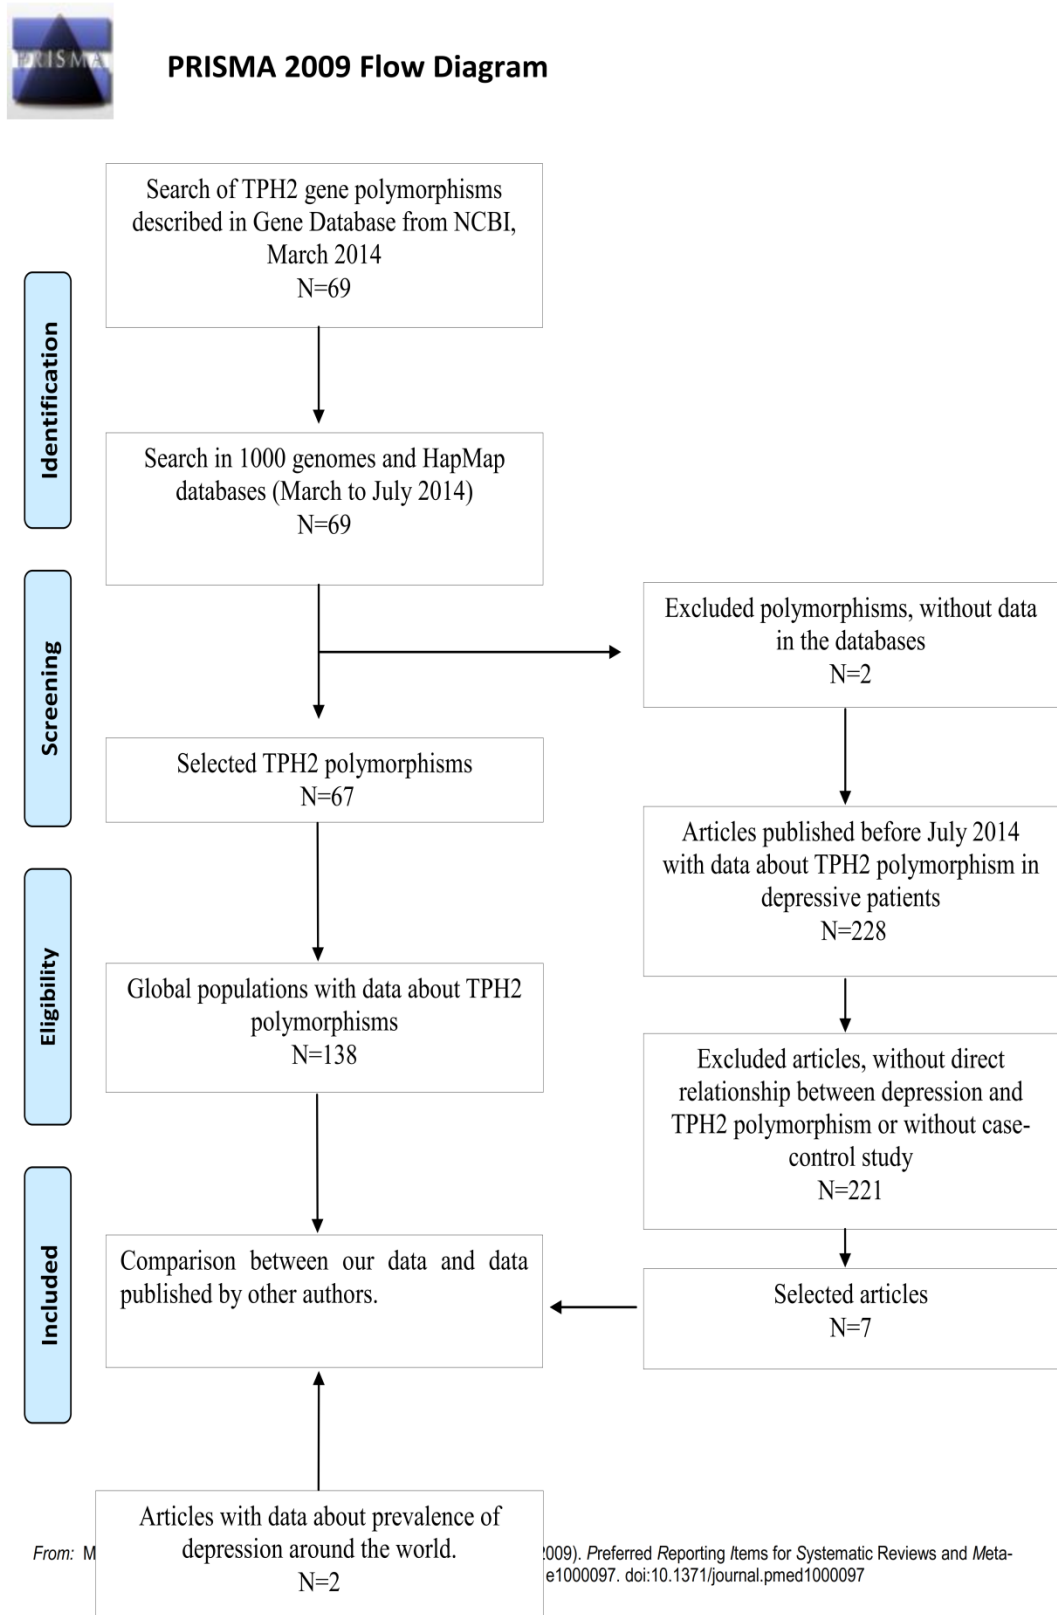 PRISMA
PRISMA 2009 Flow Diagram
Search of TPH2 gene polymorphisms
described in Gene Database from NCBI,
March 2014
N=69
Identification
Search in 1000 genomes and HapMap
databases (March to July 2014)
N=69
Screening
Excluded polymorphisms, without data
in the databases
N=2
Selected TPH2 polymorphisms
N=67
Articles published before July 2014
with data about TPH2 polymorphism in
depressive patients
N=228
Eligibility
Global populations with data about TPH2
polymorphisms
N=138
Excluded articles, without direct
relationship between depression and
TPH2 polymorphism or without case-
control study
N=221
Included
Comparison between our data and data
published by other authors.
Selected articles
N=7
Articles with data about prevalence of
depression around the world.
N=2
From: M
2009). Preferred Reporting Items for Systematic Reviews and Meta-
e1000097. doi:10.1371/journal.pmed1000097